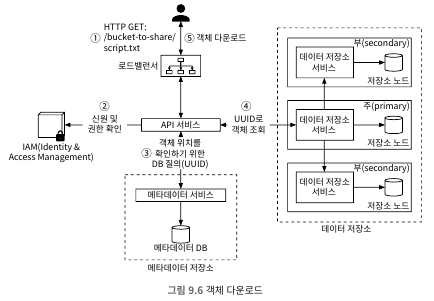 HTTP GET:
① /bucket-to-share/
script.txt
⑤ 객체 다운로드
로드밸런서
②
신원 및
권한 확인
IAM(Identity &
Access Management)
API 서비스
④
UUID로
객체 조회
객체 위치를
③ 확인하기 위한
DB 질의(UUID)
메타데이터 서비스
메타데이터 DB
메타데이터 저장소
부(secondary)
데이터 저장소
서비스
저장소 노드
주(primary)
데이터 저장소
서비스
저장소 노드
부(secondary)
데이터 저장소
서비스
저장소 노드
데이터 저장소
그림 9.6 객체 다운로드